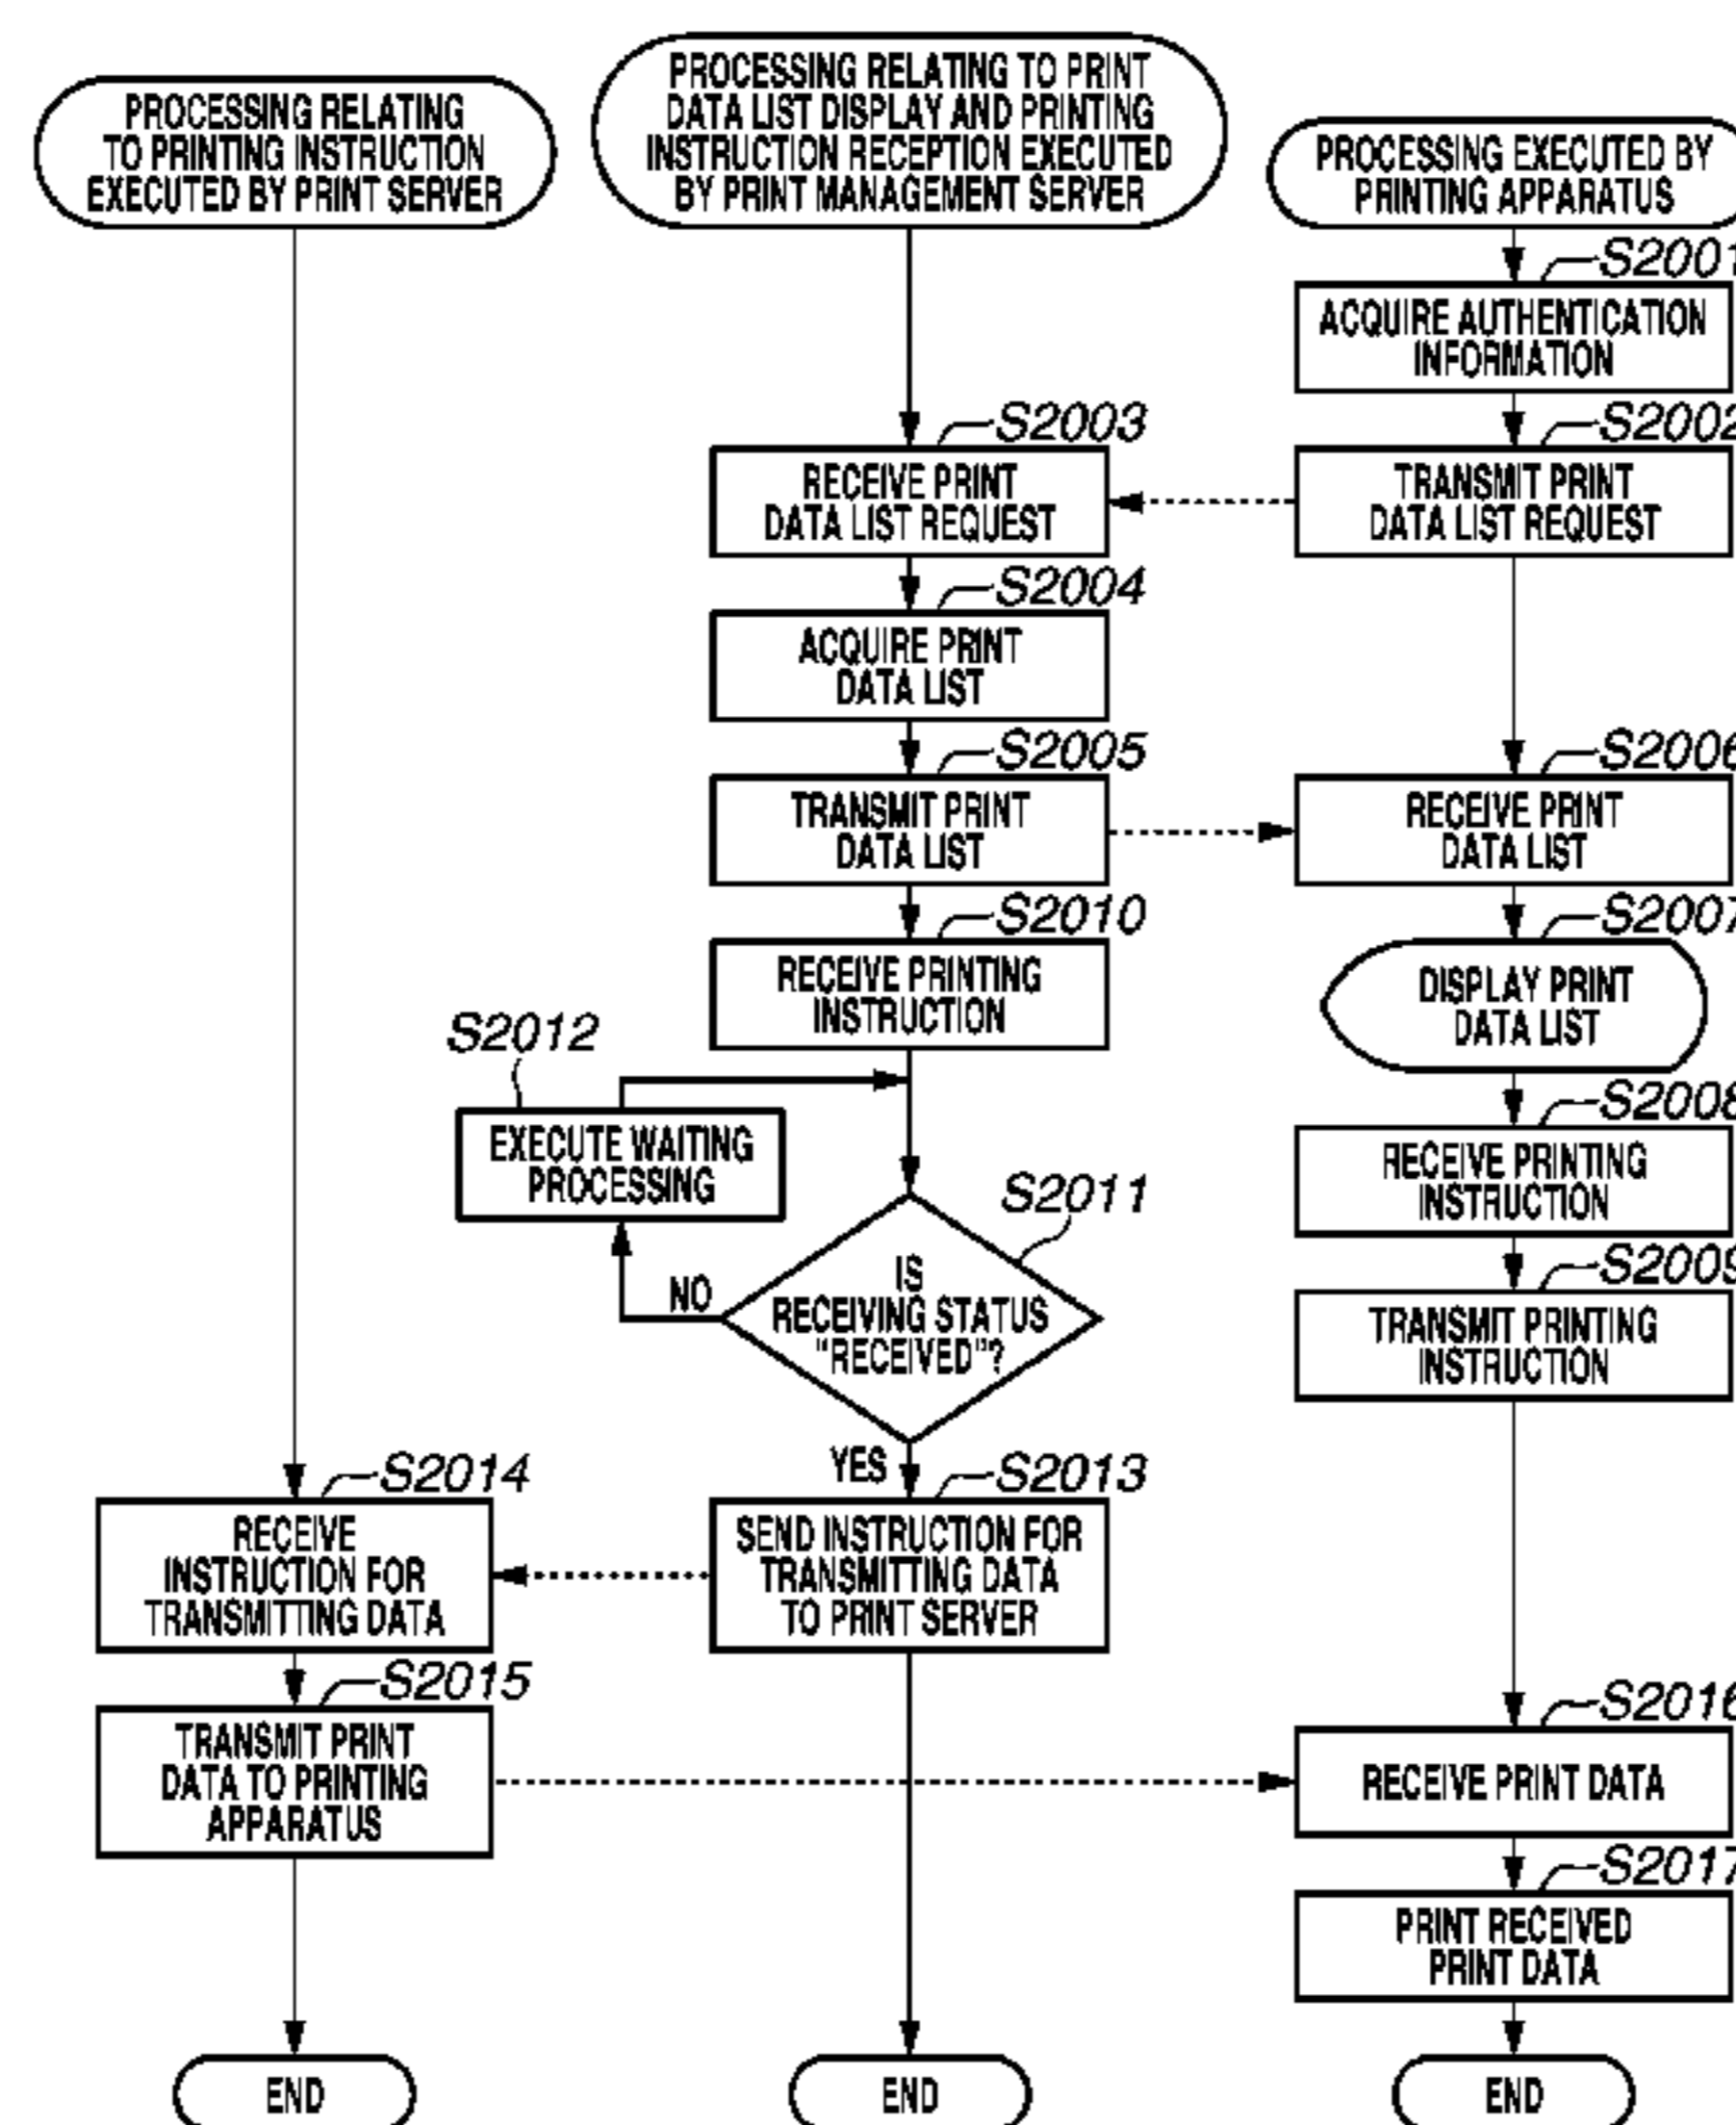 PROCESSING RELATING
TO PRINTING INSTRUCTION
EXECUTED BY PRINT SERVER
PROCESSING RELATING TO PRINT
DATA LIST DISPLAY AND PRINTING
INSTRUCTION RECEPTION EXECUTED
BY PRINT MANAGEMENT SERVER
PROCESSING EXECUTED BY
PRINTING APPARATUS
S2001
ACQUIRE AUTHENTICATION
INFORMATION
S2003
RECEIVE PRINT
DATA LIST REQUEST
S2002
TRANSMIT PRINT
DATA LIST REQUEST
S2004
ACQUIRE PRINT
DATA LIST
S2005
TRANSMIT PRINT
DATA LIST
S2006
RECEIVE PRINT
DATA LIST
S2010
RECEIVE PRINTING
INSTRUCTION
S2007
DISPLAY PRINT
DATA LIST
S2012
EXECUTE WAITING
PROCESSING
S2008
RECEIVE PRINTING
INSTRUCTION
S2011
IS
RECEIVING STATUS
"RECEIVED"?
NO
YES
S2009
TRANSMIT PRINTING
INSTRUCTION
S2014
RECEIVE
INSTRUCTION FOR
TRANSMITTING DATA
S2013
SEND INSTRUCTION FOR
TRANSMITTING DATA
TO PRINT SERVER
S2015
TRANSMIT PRINT
DATA TO PRINTING
APPARATUS
S2016
RECEIVE PRINT DATA
S2017
PRINT RECEIVED
PRINT DATA
END
END
END